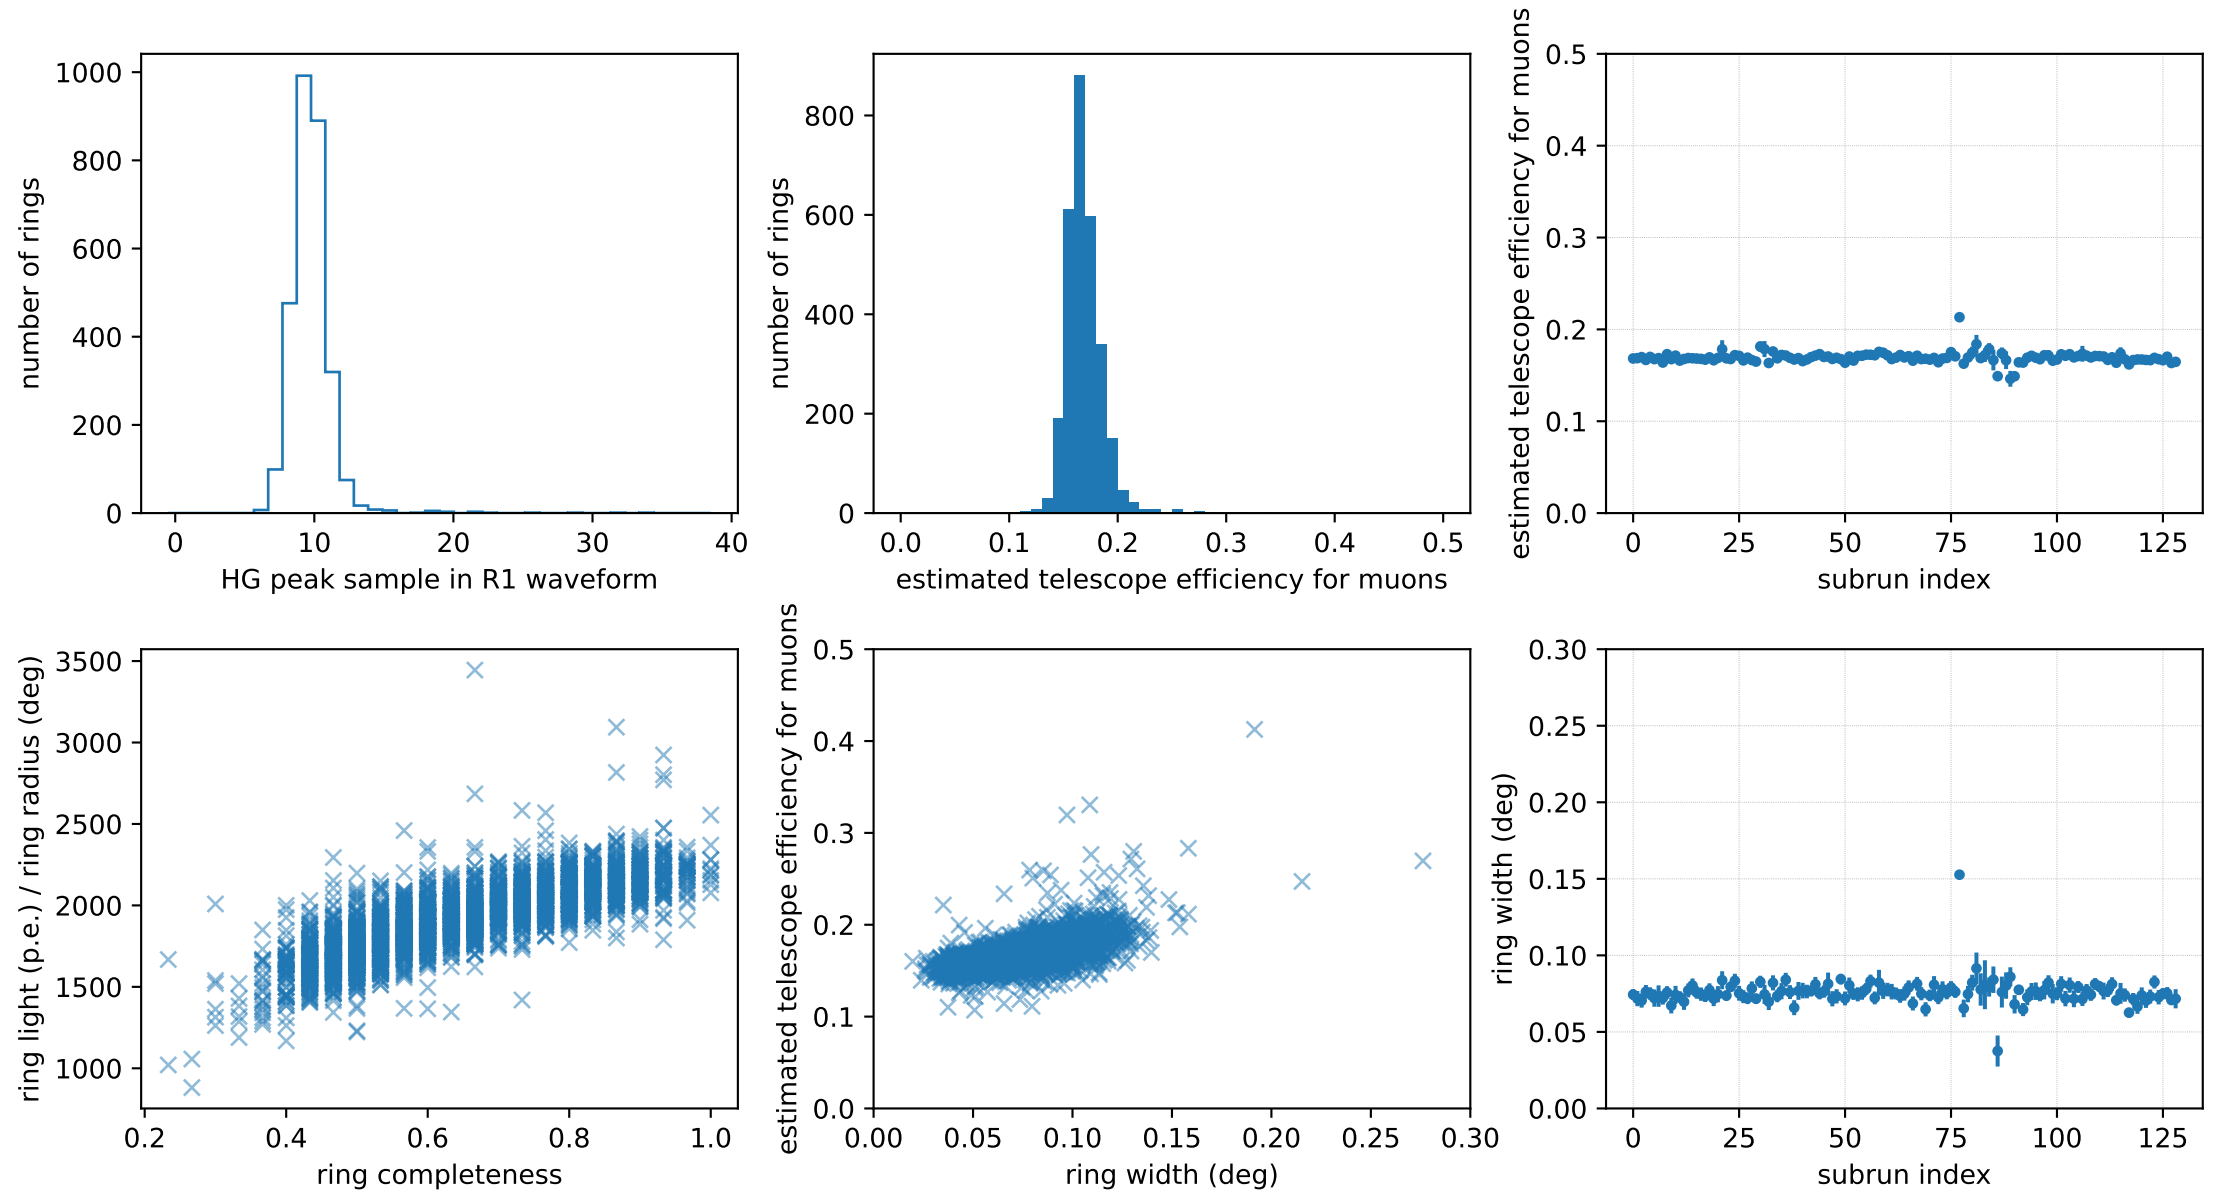 number of rings
1000
800
600
400
200
0
0 10 20 30 40
HG peak sample in R1 waveform
number of rings
800
600
400
200
0
0.0 0.1 0.2 0.3 0.4 0.5
estimated telescope efficiency for muons
estimated telescope efficiency for muons
0.5
0.4
0.3
0.2
0.1
0.0
0 25 50 75 100 125
subrun index
ring light (p.e.) / ring radius (deg)
3500
3000
2500
2000
1500
1000
0.2 0.4 0.6 0.8 1.0
ring completeness
estimated telescope efficiency for muons
0.5
0.4
0.3
0.2
0.1
0.0
0.00 0.05 0.10 0.15 0.20 0.25 0.30
ring width (deg)
ring width (deg)
0.30
0.25
0.20
0.15
0.10
0.05
0.00
0 25 50 75 100 125
subrun index